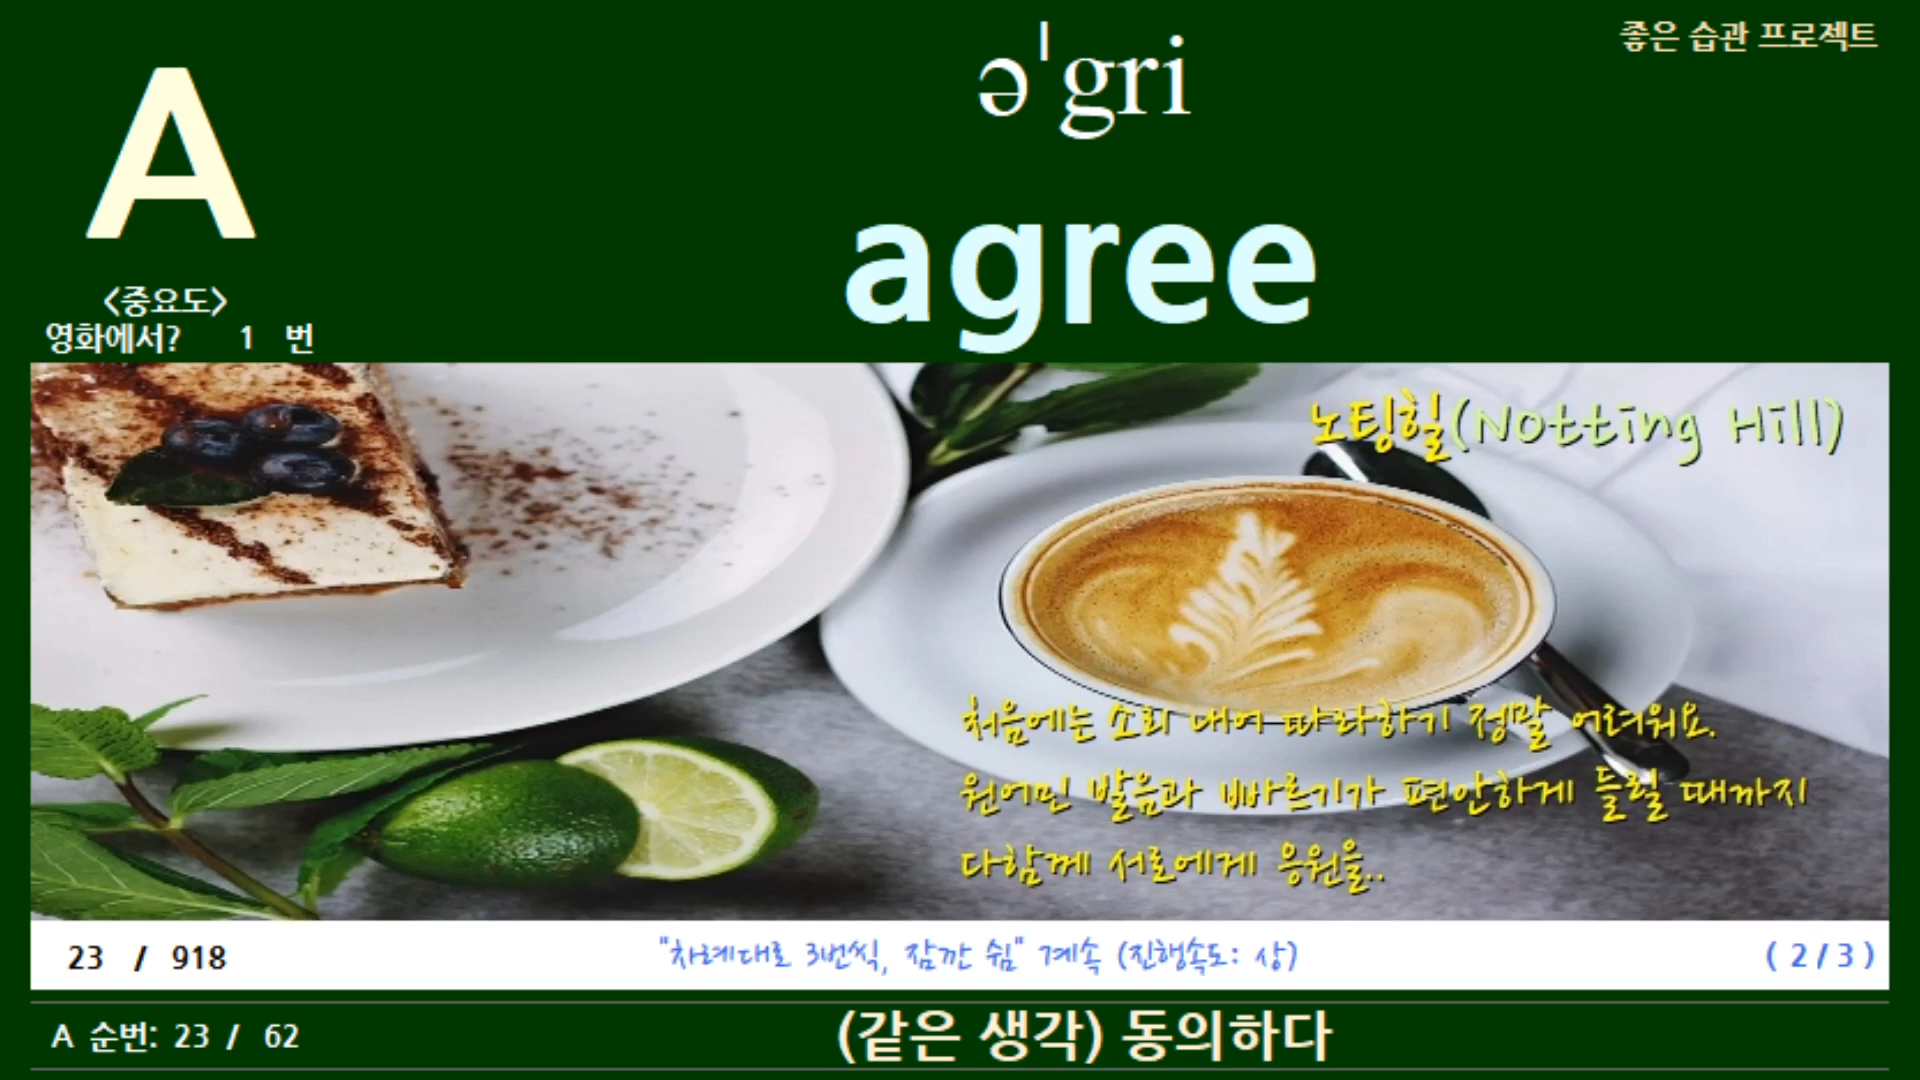 좋은 습관 프로젝트
A
əˈgri
agree
<중요도>
영화에서? 1 번
노팅힐(Notting Hill)
처음에는 소리 내어 따라하기 정말 어려워요.
원어민 발음과 빠르기가 편안하게 들릴 때까지
다함께 서로에게 응원을..
23 / 918
"차례대로 3번씩, 잠깐 쉼" 계속 (진행속도: 상)
( 2 / 3 )
A 순번: 23 / 62
(같은 생각) 동의하다